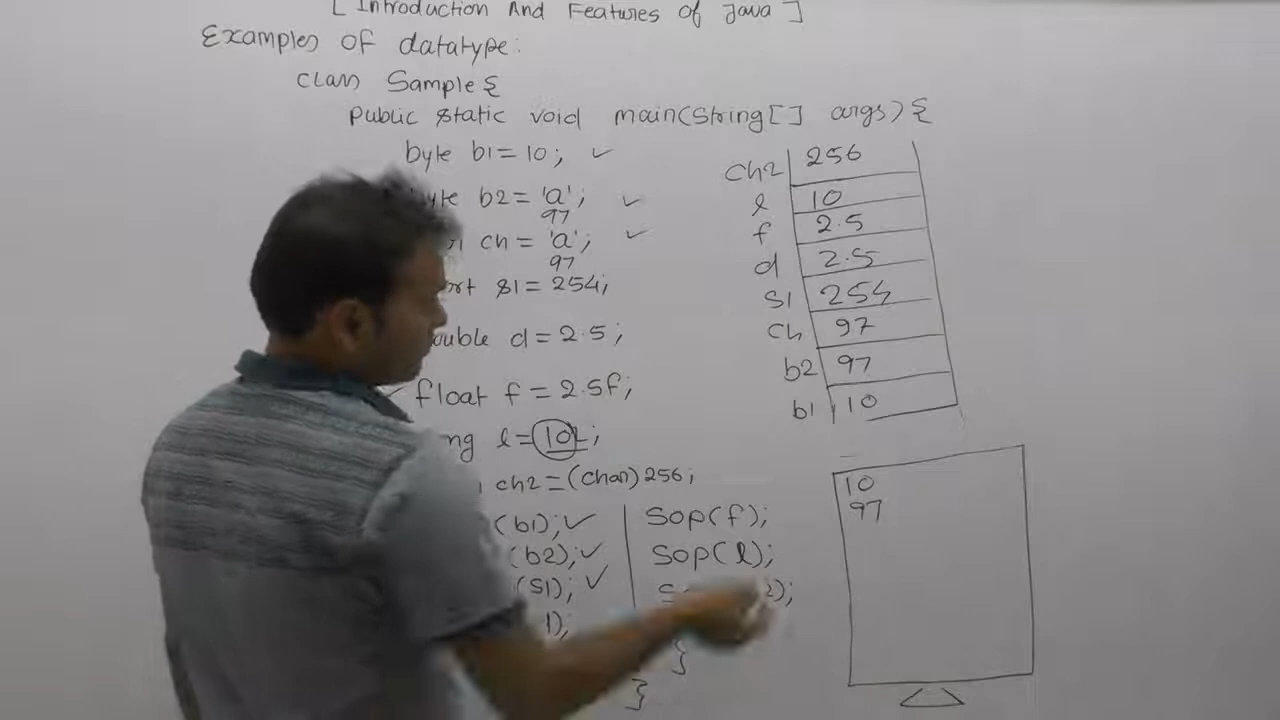 [ Introduction And Features of Java ]
Examples of datatype:
class Sample {
public static void main(String[] args) {
byte b1 = 10;
b2 = 'a';
97
ch = 'a';
97
s1 = 254;
d = 2.5;
float f = 2.5f;
l = 10L;
ch2 = (char) 256;
(b1);
(b2);
(s1);
Sop(f);
Sop(l);
2);
}
}
ch2 256
l 10
f 2.5
d 2.5
s1 254
ch 97
b2 97
b1 10
10
97